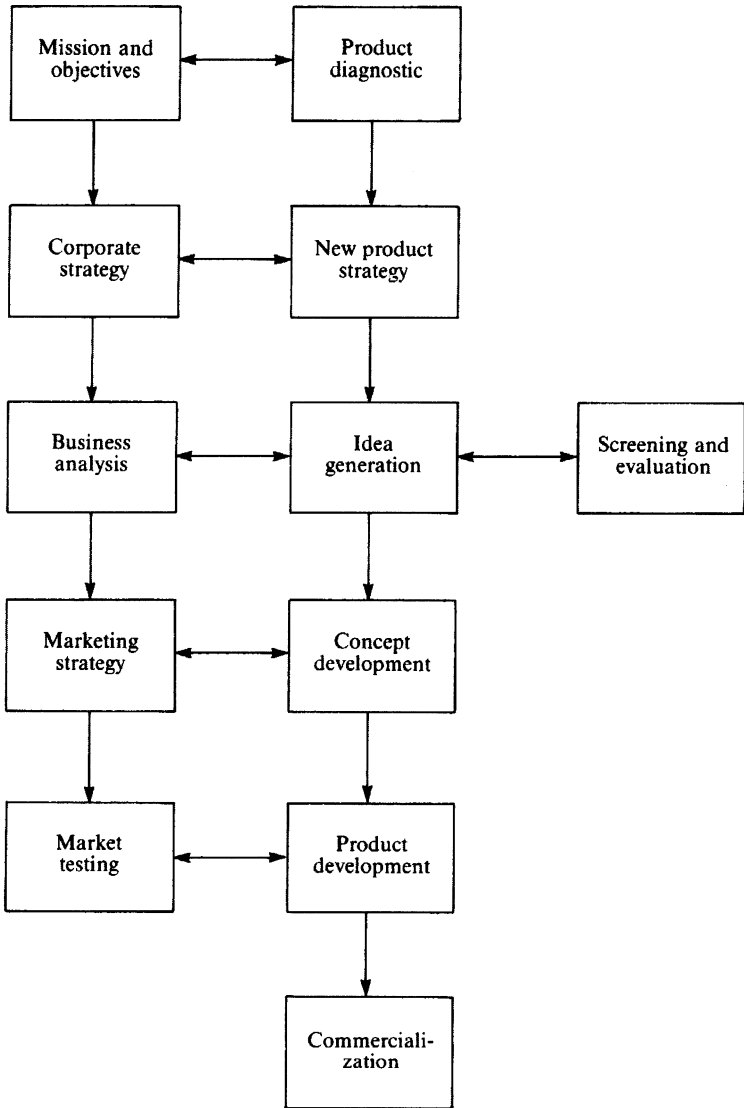 Mission and
objectives
Product
diagnostic
Corporate
strategy
New product
strategy
Business
analysis
Idea
generation
Screening and
evaluation
Marketing
strategy
Concept
development
Market
testing
Product
development
Commerciali-
zation